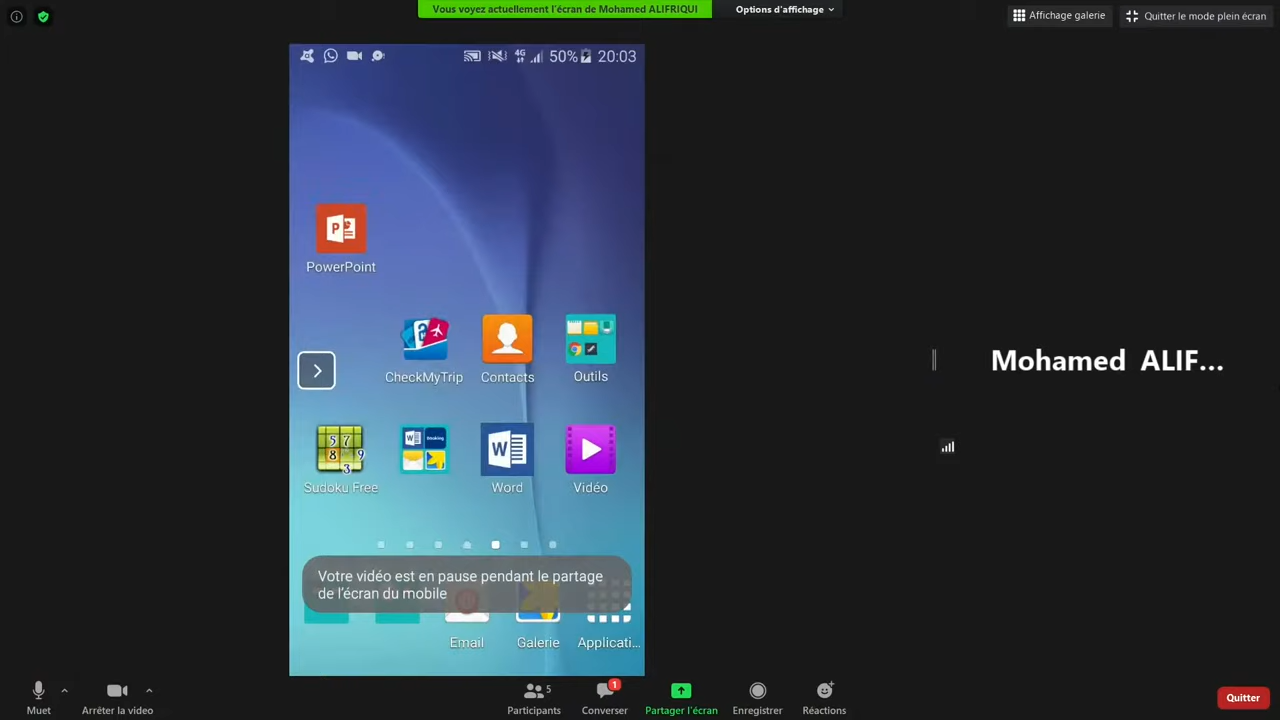 Vous voyez actuellement l'écran de Mohamed ALIFRIQUI
Options d'affichage
Affichage galerie
Quitter le mode plein écran
4G 50% 20:03
PowerPoint
CheckMyTrip
Contacts
Outils
Sudoku Free
Word
Vidéo
Votre vidéo est en pause pendant le partage
de l'écran du mobile
Email
Galerie
Applicati...
Mohamed ALIF...
Muet
Arrêter la video
5
Participants
1
Converser
Partager l'écran
Enregistrer
Réactions
Quitter